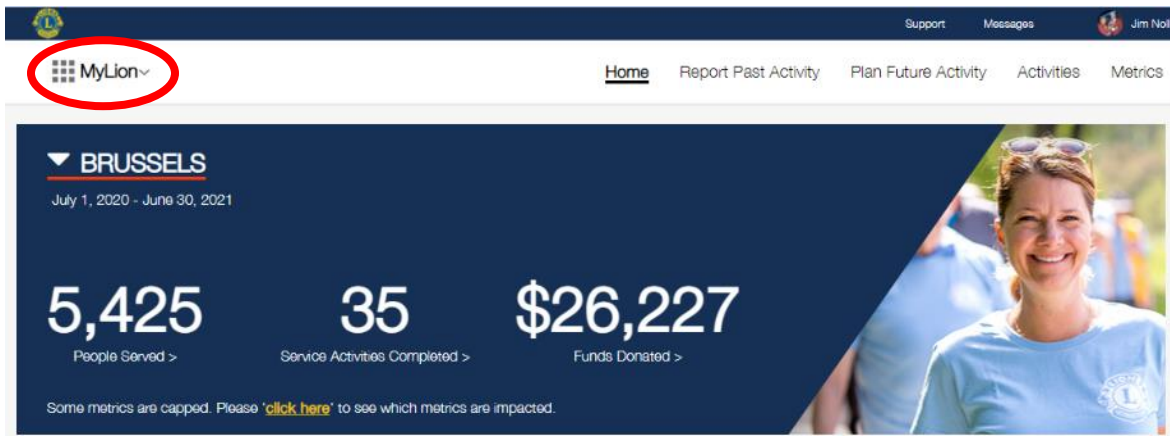 Support Messages Jim Noll
MyLion
Home Report Past Activity Plan Future Activity Activities Metrics
BRUSSELS
July 1, 2020 - June 30, 2021
5,425 35 $26,227
People Served > Service Activities Completed > Funds Donated >
Some metrics are capped. Please 'click here' to see which metrics are impacted.
L